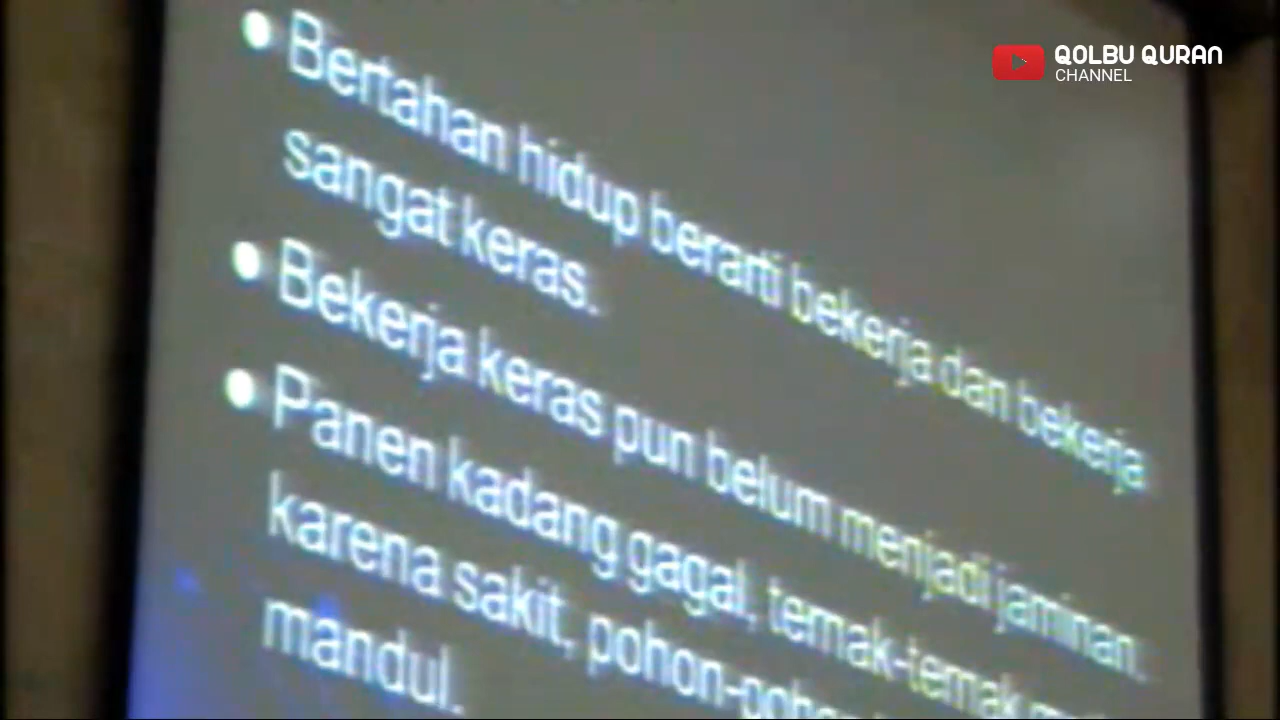 QOLBU QURAN
CHANNEL
• Bertahan hidup berarti bekerja dan bekerja
sangat keras.
• Bekerja keras pun belum menjadi jaminan.
• Panen kadang gagal, ternak-ternak
karena sakit, pohon-
mandul.